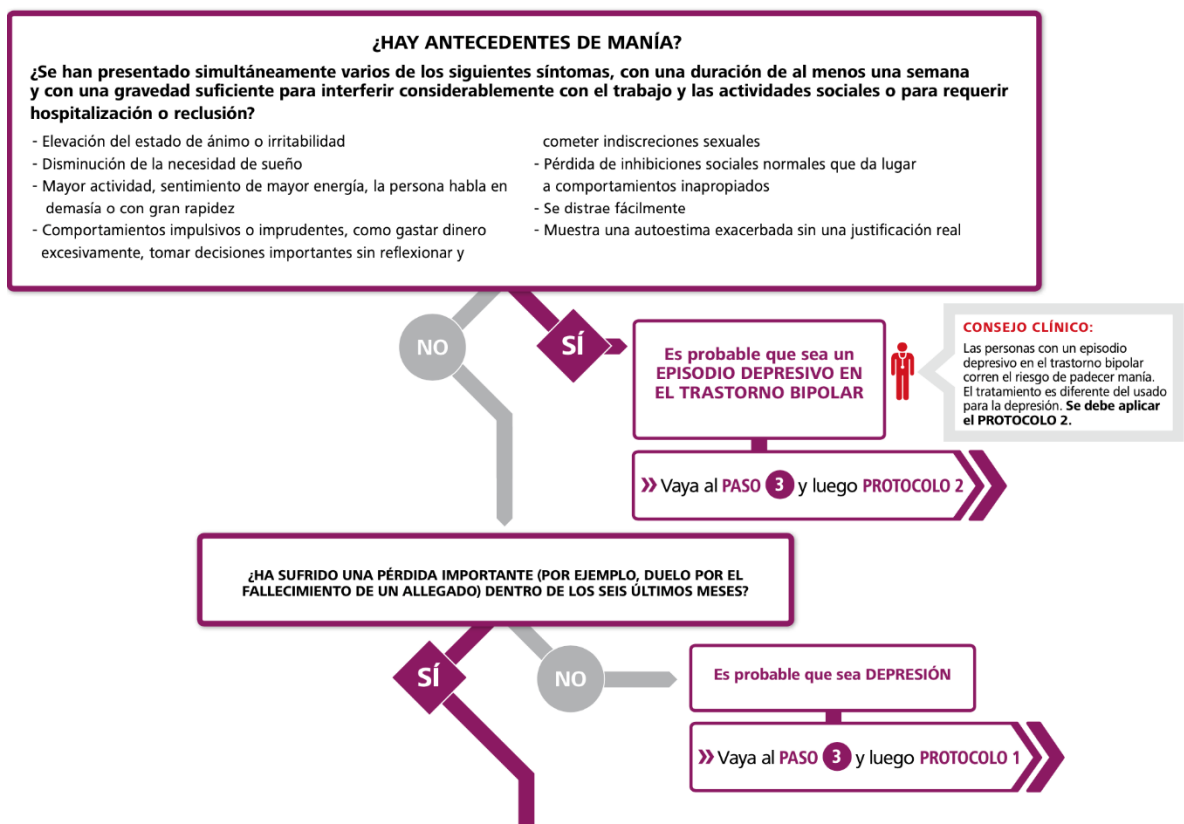 ¿HAY ANTECEDENTES DE MANÍA?
¿Se han presentado simultáneamente varios de los siguientes síntomas, con una duración de al menos una semana
y con una gravedad suficiente para interferir considerablemente con el trabajo y las actividades sociales o para requerir
hospitalización o reclusión?
- Elevación del estado de ánimo o irritabilidad
- Disminución de la necesidad de sueño
- Mayor actividad, sentimiento de mayor energía, la persona habla en
demasía o con gran rapidez
- Comportamientos impulsivos o imprudentes, como gastar dinero
excesivamente, tomar decisiones importantes sin reflexionar y
cometer indiscreciones sexuales
- Pérdida de inhibiciones sociales normales que da lugar
a comportamientos inapropiados
- Se distrae fácilmente
- Muestra una autoestima exacerbada sin una justificación real
NO
SÍ
Es probable que sea un
EPISODIO DEPRESIVO EN
EL TRASTORNO BIPOLAR
CONSEJO CLÍNICO:
Las personas con un episodio
depresivo en el trastorno bipolar
corren el riesgo de padecer manía.
El tratamiento es diferente del usado
para la depresión. Se debe aplicar
el PROTOCOLO 2.
» Vaya al PASO 3 y luego PROTOCOLO 2
¿HA SUFRIDO UNA PÉRDIDA IMPORTANTE (POR EJEMPLO, DUELO POR EL
FALLECIMIENTO DE UN ALLEGADO) DENTRO DE LOS SEIS ÚLTIMOS MESES?
SÍ
NO
Es probable que sea DEPRESIÓN
» Vaya al PASO 3 y luego PROTOCOLO 1